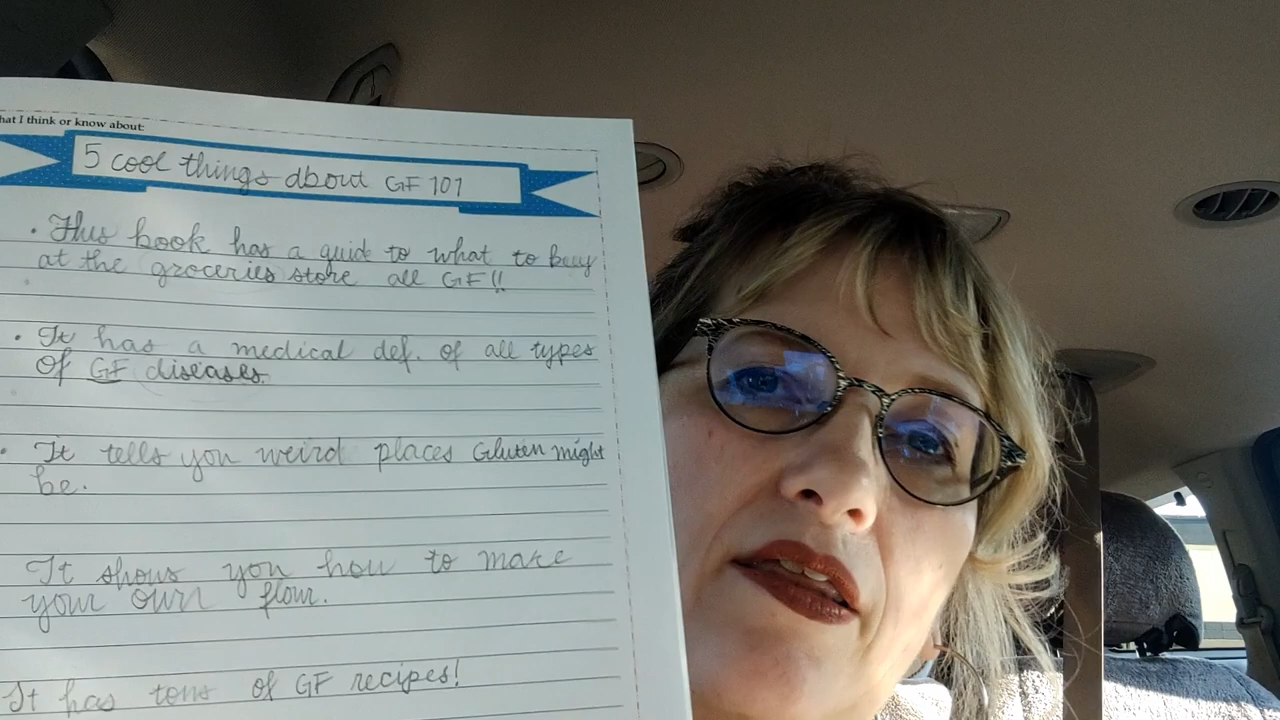 hat I think or know about:
5 cool things about GF 101
• This book has a guid to what to buy
at the groceries store all GF!!
• It has a medical def. of all types
of GF diseases.
• It tells you weird places Gluten might
be.
It shows you how to make
your own flour.
It has tons of GF recipes!